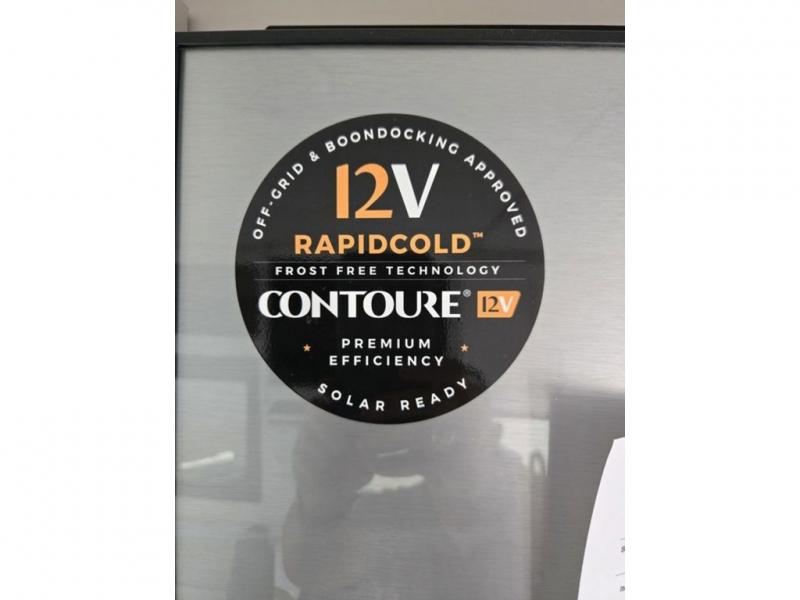 OFF-GRID & BOONDOCKING APPROVED
12V
RAPIDCOLD™
FROST FREE TECHNOLOGY
CONTOURE® 12V
PREMIUM
EFFICIENCY
SOLAR READY